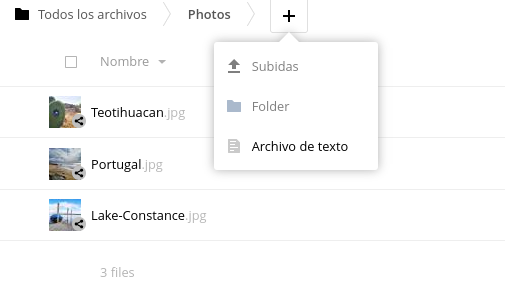 Todos los archivos Photos +
Nombre
Subidas
Folder
Archivo de texto
Teotihuacan.jpg
Portugal.jpg
Lake-Constance.jpg
3 files